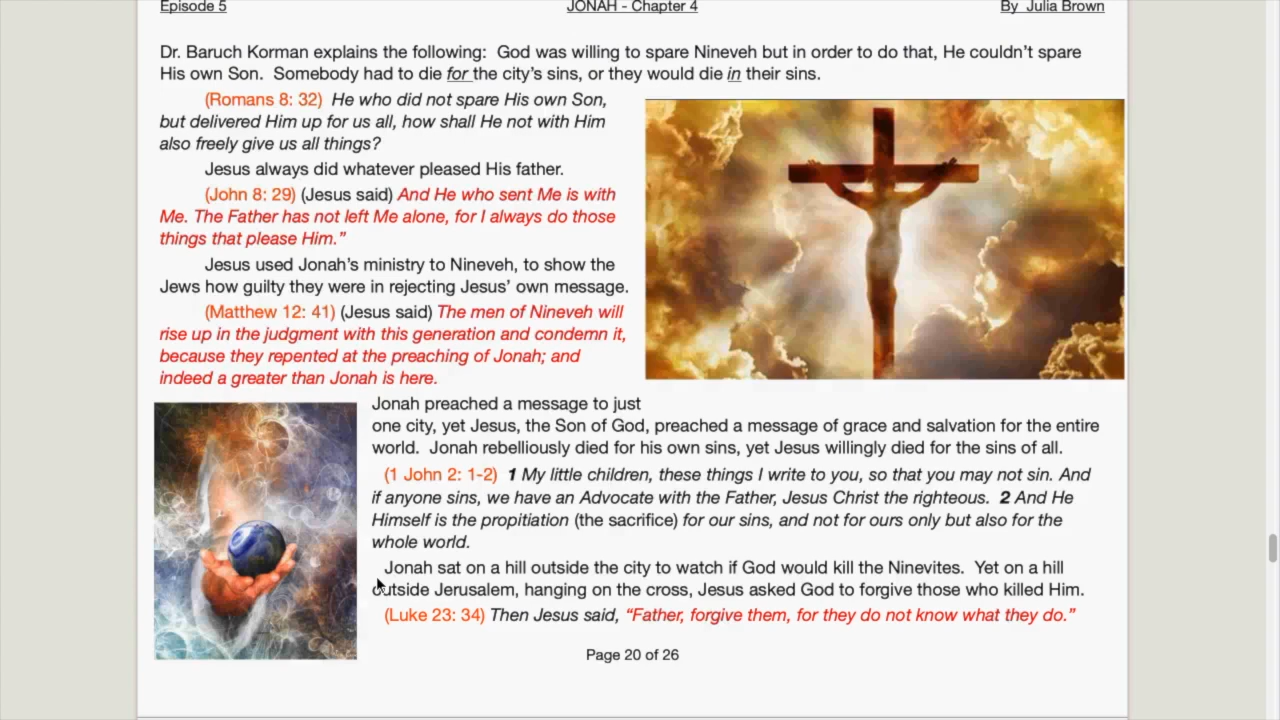 Episode 5 JONAH - Chapter 4 By Julia Brown
Dr. Baruch Korman explains the following: God was willing to spare Nineveh but in order to do that, He couldn’t spare
His own Son. Somebody had to die for the city’s sins, or they would die in their sins.
(Romans 8: 32) He who did not spare His own Son,
but delivered Him up for us all, how shall He not with Him
also freely give us all things?
Jesus always did whatever pleased His father.
(John 8: 29) (Jesus said) And He who sent Me is with
Me. The Father has not left Me alone, for I always do those
things that please Him.”
Jesus used Jonah’s ministry to Nineveh, to show the
Jews how guilty they were in rejecting Jesus’ own message.
(Matthew 12: 41) (Jesus said) The men of Nineveh will
rise up in the judgment with this generation and condemn it,
because they repented at the preaching of Jonah; and
indeed a greater than Jonah is here.
Jonah preached a message to just
one city, yet Jesus, the Son of God, preached a message of grace and salvation for the entire
world. Jonah rebelliously died for his own sins, yet Jesus willingly died for the sins of all.
(1 John 2: 1-2) 1 My little children, these things I write to you, so that you may not sin. And
if anyone sins, we have an Advocate with the Father, Jesus Christ the righteous. 2 And He
Himself is the propitiation (the sacrifice) for our sins, and not for ours only but also for the
whole world.
Jonah sat on a hill outside the city to watch if God would kill the Ninevites. Yet on a hill
outside Jerusalem, hanging on the cross, Jesus asked God to forgive those who killed Him.
(Luke 23: 34) Then Jesus said, “Father, forgive them, for they do not know what they do.”
Page 20 of 26